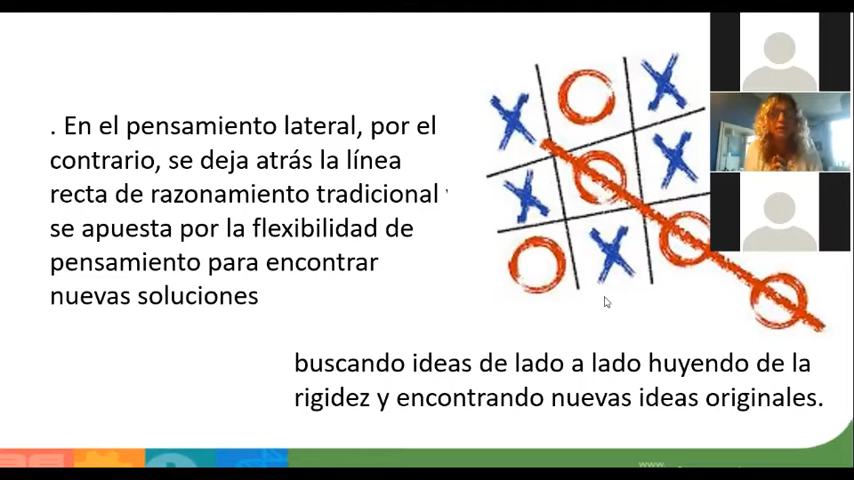 . En el pensamiento lateral, por el
contrario, se deja atrás la línea
recta de razonamiento tradicional
se apuesta por la flexibilidad de
pensamiento para encontrar
nuevas soluciones
buscando ideas de lado a lado huyendo de la
rigidez y encontrando nuevas ideas originales.
www.